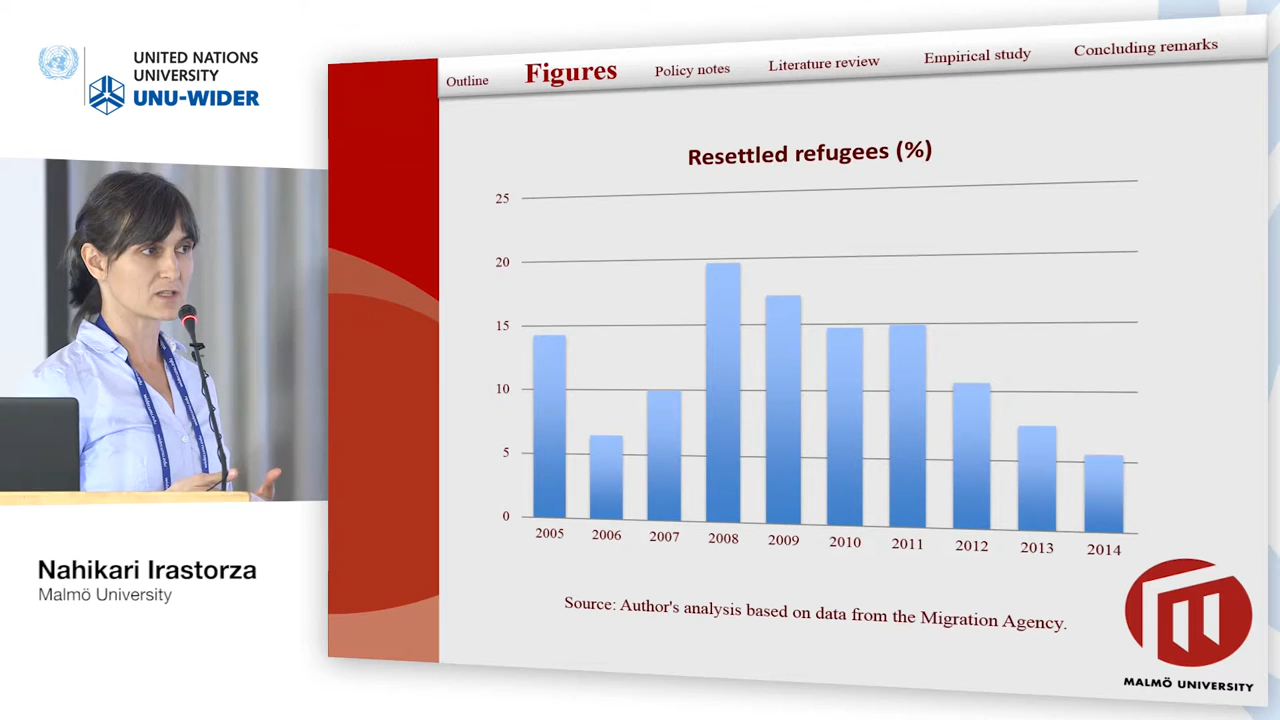 UNITED NATIONS
UNIVERSITY
UNU-WIDER
Outline Figures Policy notes Literature review Empirical study Concluding remarks
Resettled refugees (%)
25
20
15
10
5
0
2005 2006 2007 2008 2009 2010 2011 2012 2013 2014
Source: Author's analysis based on data from the Migration Agency.
MALMÖ UNIVERSITY
Nahikari Irastorza
Malmö University